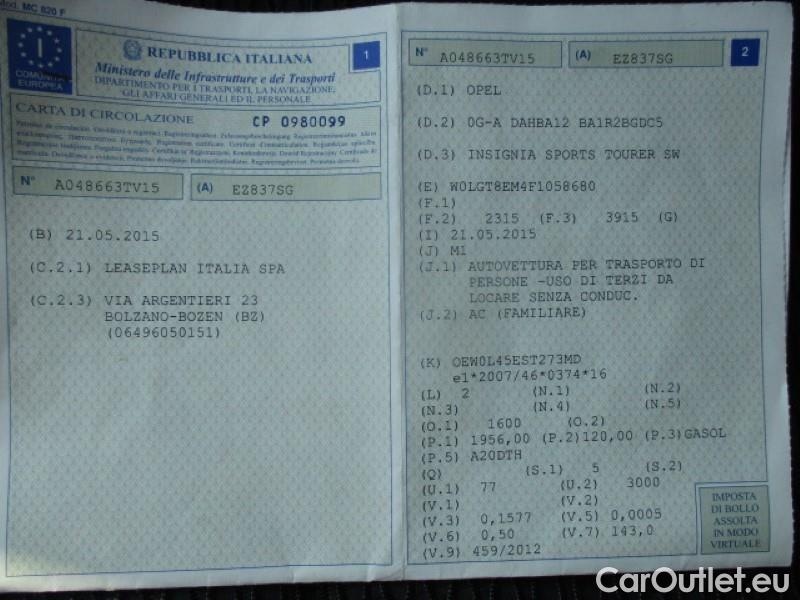 Mod. MC 820 F
I
COMUNITÀ
EUROPEA
REPUBBLICA ITALIANA
Ministero delle Infrastrutture e dei Trasporti
DIPARTIMENTO PER I TRASPORTI, LA NAVIGAZIONE,
GLI AFFARI GENERALI ED IL PERSONALE
1
CARTA DI CIRCOLAZIONE CP 0980099
N° A048663TV15 (A) EZ837SG
(B) 21.05.2015
(C.2.1) LEASEPLAN ITALIA SPA
(C.2.3) VIA ARGENTIERI 23
BOLZANO-BOZEN (BZ)
(06496050151)
N° A048663TV15 (A) EZ837SG 2
(D.1) OPEL
(D.2) 0G-A DAHBA12 BA1R2BGDC5
(D.3) INSIGNIA SPORTS TOURER SW
(E) W0LGT8EM4F1058680
(F.1)
(F.2) 2315 (F.3) 3915 (G)
(I) 21.05.2015
(J) M1
(J.1) AUTOVETTURA PER TRASPORTO DI
PERSONE -USO DI TERZI DA
LOCARE SENZA CONDUC.
(J.2) AC (FAMILIARE)
(K) OEW0L45EST273MD
e1*2007/46*0374*16
(L) 2 (N.1) (N.2)
(N.3) (N.4) (N.5)
(O.1) 1600 (O.2)
(P.1) 1956,00 (P.2)120,00 (P.3)GASOL
(P.5) A20DTH
(Q) (S.1) 5 (S.2)
(U.1) 77 (U.2) 3000
(V.1) (V.2)
(V.3) 0,1577 (V.5) 0,0005
(V.6) 0,50 (V.7) 143,0
(V.9) 459/2012
IMPOSTA
DI BOLLO
ASSOLTA
IN MODO
VIRTUALE
CarOutlet.eu